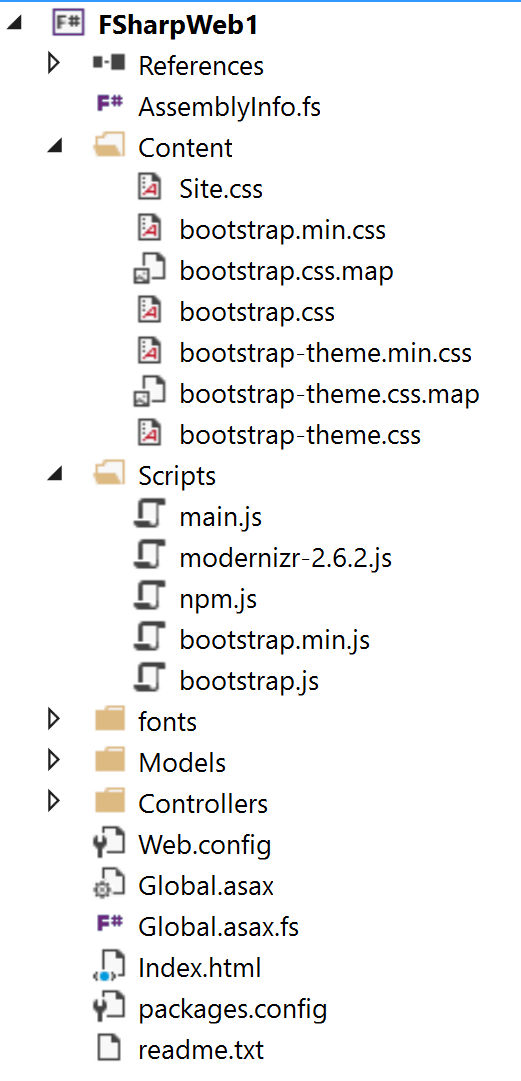 F# FSharpWeb1
References
F# AssemblyInfo.fs
Content
Site.css
bootstrap.min.css
bootstrap.css.map
bootstrap.css
bootstrap-theme.min.css
bootstrap-theme.css.map
bootstrap-theme.css
Scripts
main.js
modernizr-2.6.2.js
npm.js
bootstrap.min.js
bootstrap.js
fonts
Models
Controllers
Web.config
Global.asax
F# Global.asax.fs
Index.html
packages.config
readme.txt